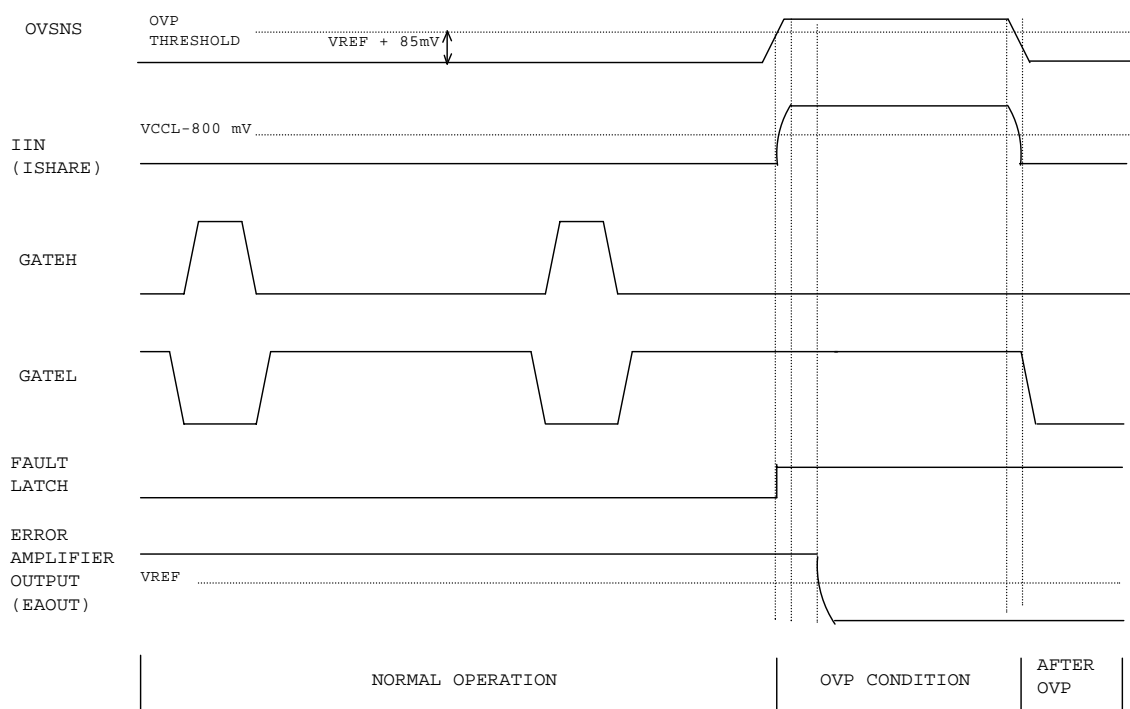 OVSNS
OVP
THRESHOLD
VREF + 85mV
VCCL-800 mV
IIN
(ISHARE)
GATEH
GATEL
FAULT
LATCH
ERROR
AMPLIFIER
OUTPUT
(EAOUT)
VREF
NORMAL OPERATION
OVP CONDITION
AFTER
OVP